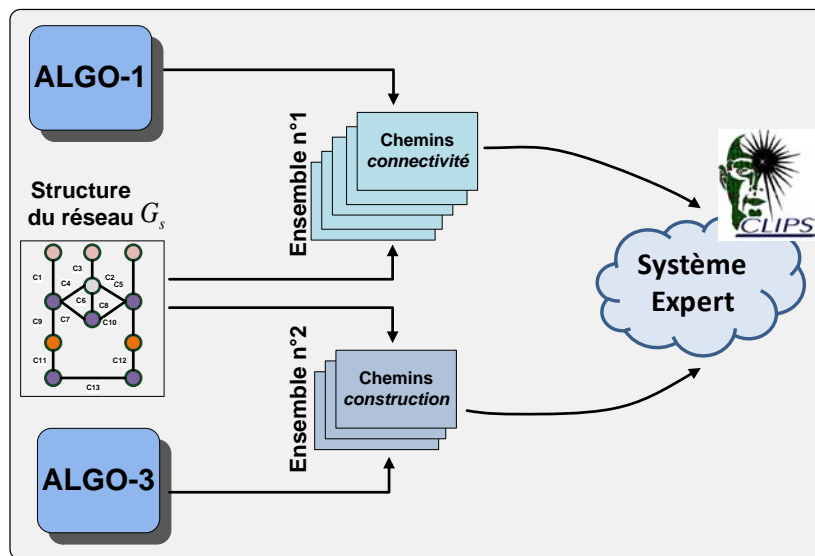 ALGO-1
Ensemble n°1
Chemins
connectivité
CLIPS
Structure
du réseau Gs
C1
C3
C2
C4
C5
C6
C8
C7
C10
C9
C11
C12
C13
Système
Expert
Ensemble n°2
Chemins
construction
ALGO-3